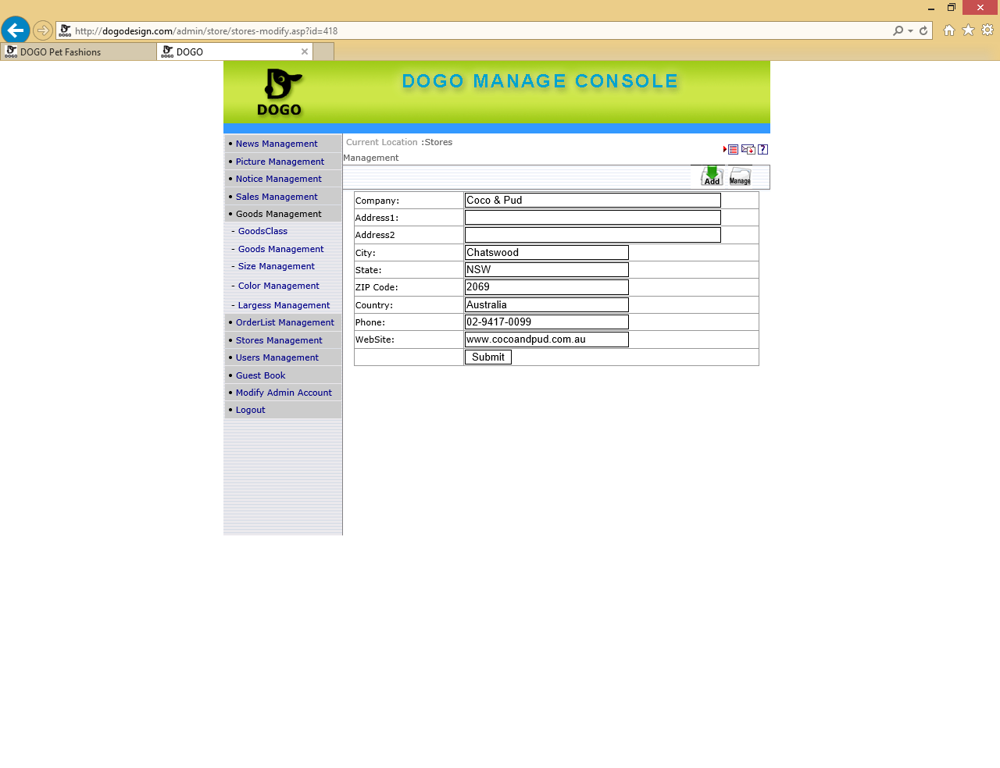 http://dogodesign.com/admin/store/stores-modify.asp?id=418
DOGO Pet Fashions
DOGO
DOGO MANAGE CONSOLE
DOGO
• News Management
• Picture Management
• Notice Management
• Sales Management
• Goods Management
- GoodsClass
- Goods Management
- Size Management
- Color Management
- Largess Management
• OrderList Management
• Stores Management
• Users Management
• Guest Book
• Modify Admin Account
• Logout
Current Location :Stores
Management
Add Manage
Company: Coco & Pud
Address1:
Address2
City: Chatswood
State: NSW
ZIP Code: 2069
Country: Australia
Phone: 02-9417-0099
WebSite: www.cocoandpud.com.au
Submit